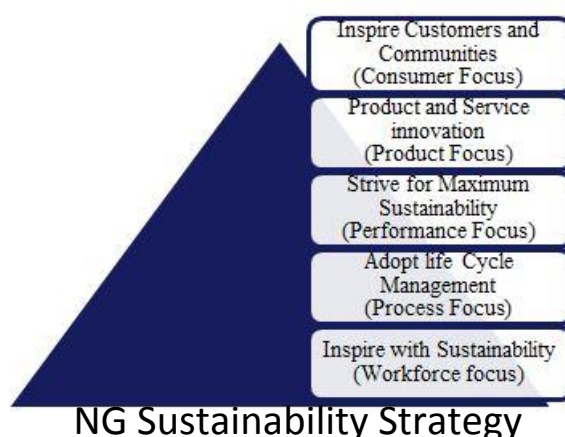 Inspire Customers and
Communities
(Consumer Focus)
Product and Service
innovation
(Product Focus)
Strive for Maximum
Sustainability
(Performance Focus)
Adopt life Cycle
Management
(Process Focus)
Inspire with Sustainability
(Workforce focus)
NG Sustainability Strategy